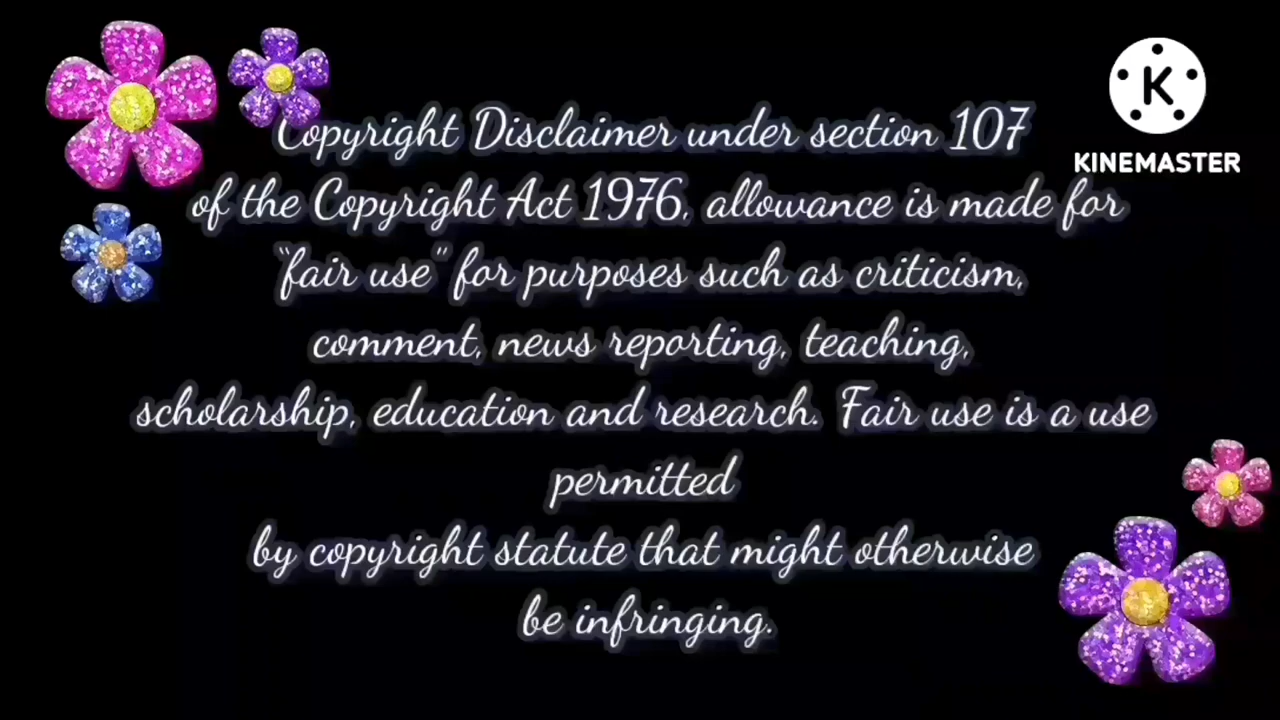 Copyright Disclaimer under section 107
of the Copyright Act 1976, allowance is made for
“fair use” for purposes such as criticism,
comment, news reporting, teaching,
scholarship, education and research. Fair use is a use
permitted
by copyright statute that might otherwise
be infringing.
K
KINEMASTER